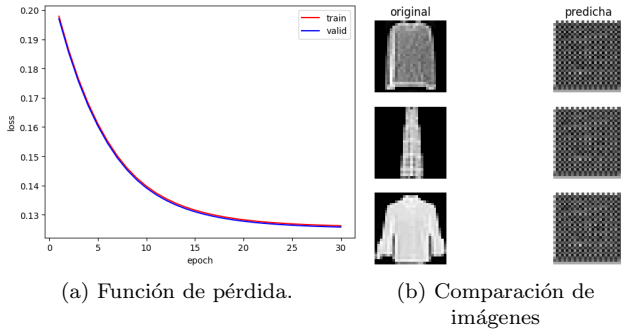 0.20
0.19
0.18
0.17
0.16
0.15
0.14
0.13
loss
0 5 10 15 20 25 30
epoch
train
valid
original predicha
(a) Función de pérdida.
(b) Comparación de
imágenes